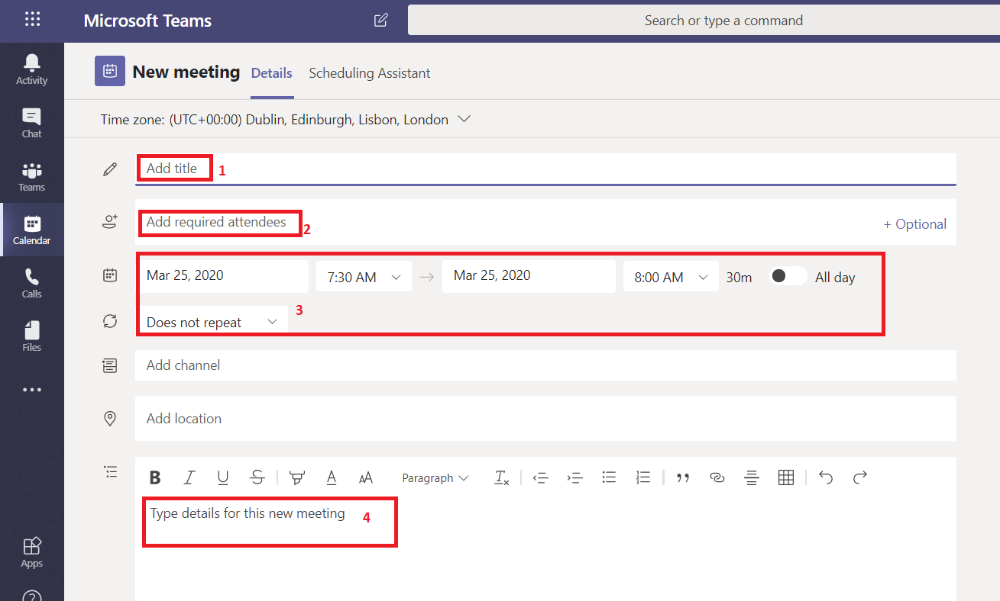 Microsoft Teams
Search or type a command
Activity
Chat
Teams
Calendar
Calls
Files
Apps
New meeting Details Scheduling Assistant
Time zone: (UTC+00:00) Dublin, Edinburgh, Lisbon, London
Add title 1
Add required attendees 2 + Optional
Mar 25, 2020 7:30 AM → Mar 25, 2020 8:00 AM 30m All day
Does not repeat 3
Add channel
Add location
B I U S A AA Paragraph Tx
Type details for this new meeting 4